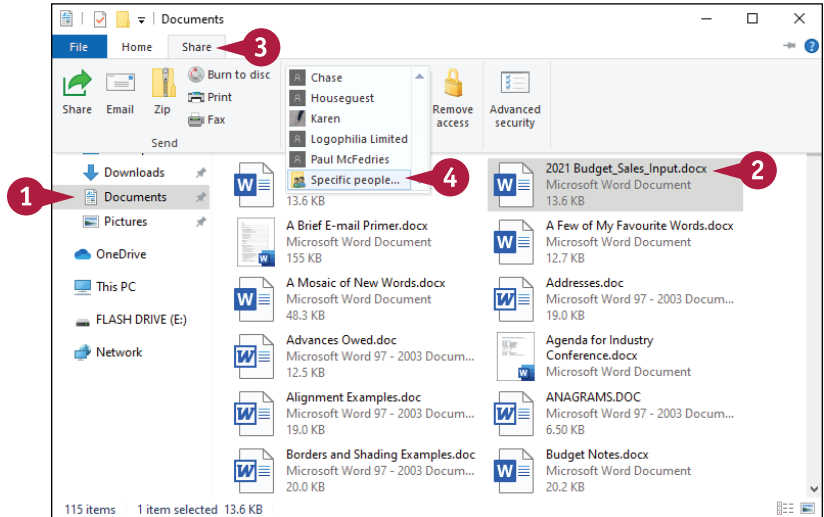 Documents
File Home Share
3
Share
Email
Zip
Burn to disc
Print
Fax
Send
Chase
Houseguest
Karen
Logophilia Limited
Paul McFedries
Specific people...
4
Remove
access
Advanced
security
Downloads
1
Documents
Pictures
OneDrive
This PC
FLASH DRIVE (E:)
Network
13.6 KB
2021 Budget_Sales_Input.docx
2
Microsoft Word Document
13.6 KB
A Brief E-mail Primer.docx
Microsoft Word Document
155 KB
A Few of My Favourite Words.docx
Microsoft Word Document
12.7 KB
A Mosaic of New Words.docx
Microsoft Word Document
48.3 KB
Addresses.doc
Microsoft Word 97 - 2003 Docum...
19.0 KB
Advances Owed.doc
Microsoft Word 97 - 2003 Docum...
12.5 KB
Agenda for Industry
Conference.docx
Microsoft Word Document
Alignment Examples.doc
Microsoft Word 97 - 2003 Docum...
19.0 KB
ANAGRAMS.DOC
Microsoft Word 97 - 2003 Docum...
6.50 KB
Borders and Shading Examples.doc
Microsoft Word 97 - 2003 Docum...
20.0 KB
Budget Notes.docx
Microsoft Word Document
20.2 KB
115 items 1 item selected 13.6 KB